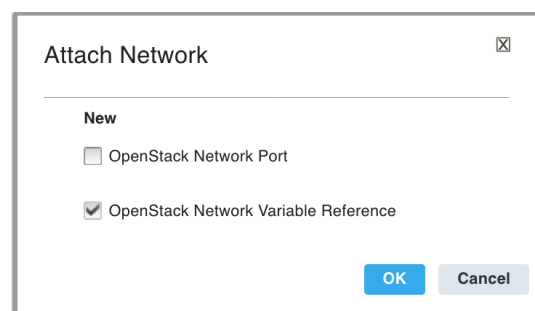 Attach Network
New
OpenStack Network Port
OpenStack Network Variable Reference
OK Cancel